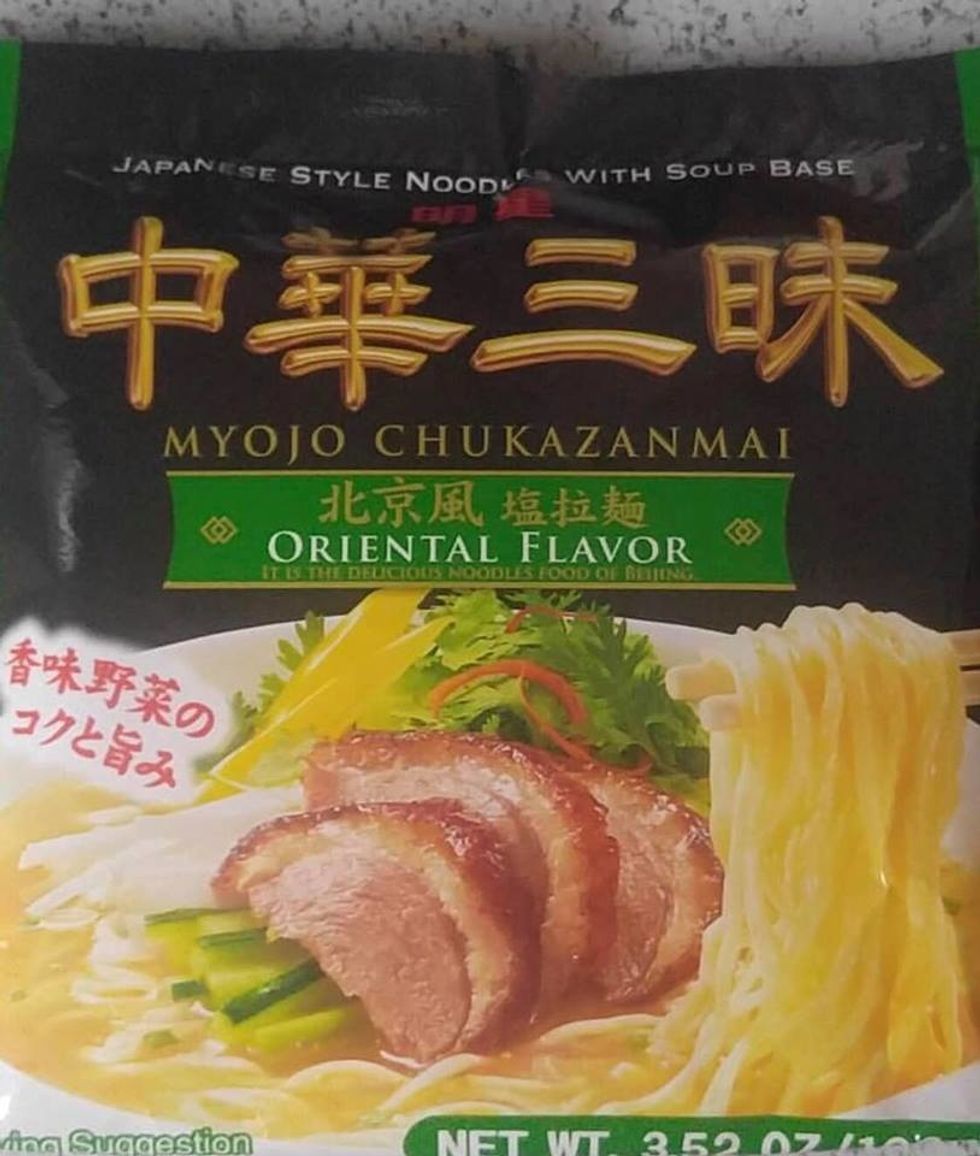 JAPANESE STYLE NOODLES WITH SOUP BASE
明星
中華三昧
MYOJO CHUKAZANMAI
北京風 塩拉麺
ORIENTAL FLAVOR
IT IS THE DELICIOUS NOODLES FOOD OF BEIJING
香味野菜の
コクと旨み
Suggestion
NET WT. 3.52 OZ